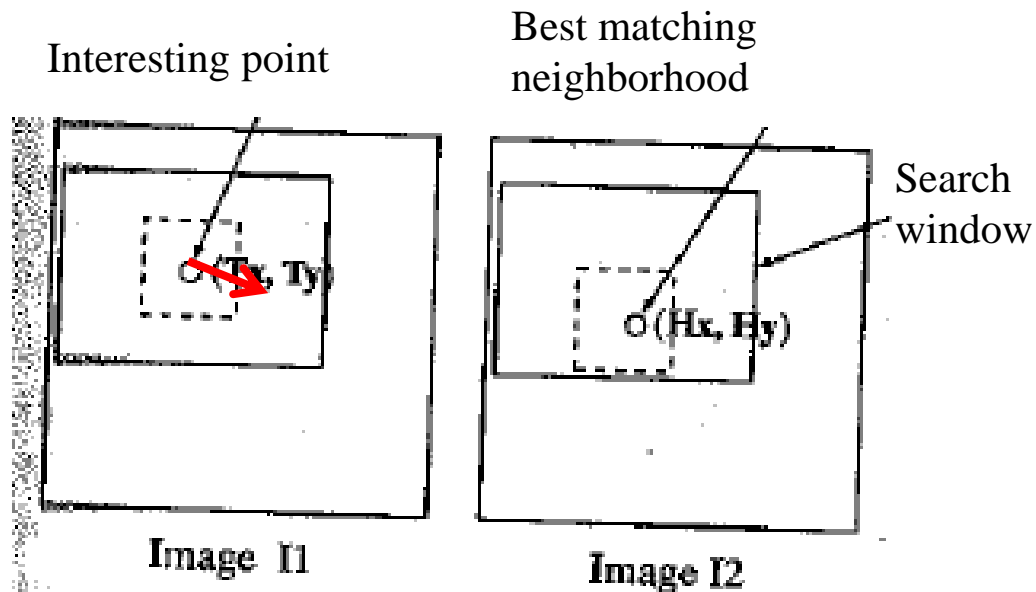 Interesting point
Best matching
neighborhood
Search
window
(Tx, Ty)
(Hx, Hy)
Image I1
Image I2